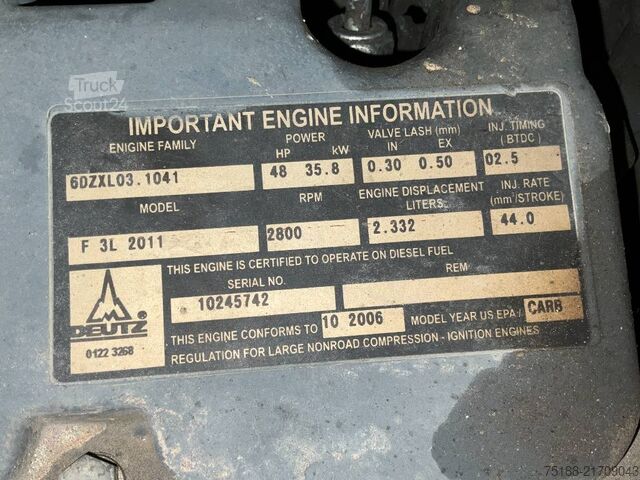 Truck
Scout24
IMPORTANT ENGINE INFORMATION
ENGINE FAMILY
POWER
HP kW
VALVE LASH (mm)
IN EX
INJ. TIMING
( BTDC )
6DZXL03.1041
48 35.8
0.30 0.50
02.5
MODEL
RPM
ENGINE DISPLACEMENT
LITERS:
INJ. RATE
(mm³/STROKE)
F 3L 2011
2800
2.332
44.0
THIS ENGINE IS CERTIFIED TO OPERATE ON DIESEL FUEL
SERIAL NO.
REM
10245742
DEUTZ
0122 3268
THIS ENGINE CONFORMS TO 10 2006 MODEL YEAR US EPA / CARB
REGULATION FOR LARGE NONROAD COMPRESSION - IGNITION ENGINES
75188-21709043